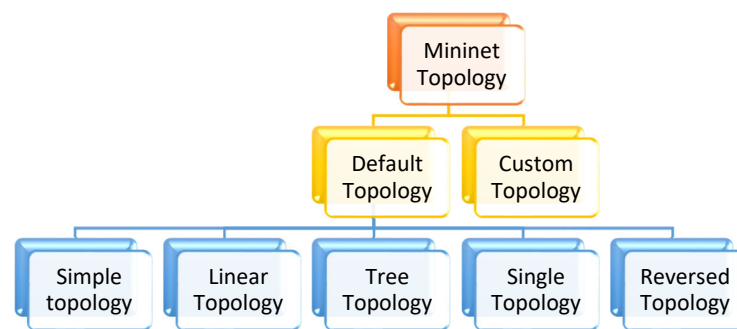 Mininet
Topology
Default
Topology
Custom
Topology
Simple
topology
Linear
Topology
Tree
Topology
Single
Topology
Reversed
Topology